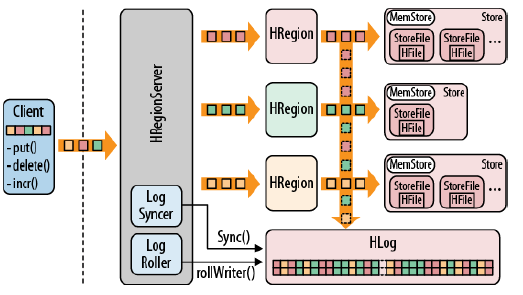 Client
- put()
- delete()
- incr()
HRegionServer
Log
Syncer
Log
Roller
HRegion
HRegion
HRegion
MemStore
Store
StoreFile
HFile
StoreFile
HFile
...
MemStore
Store
StoreFile
HFile
MemStore
Store
StoreFile
HFile
StoreFile
HFile
...
Sync()
rollWriter()
HLog